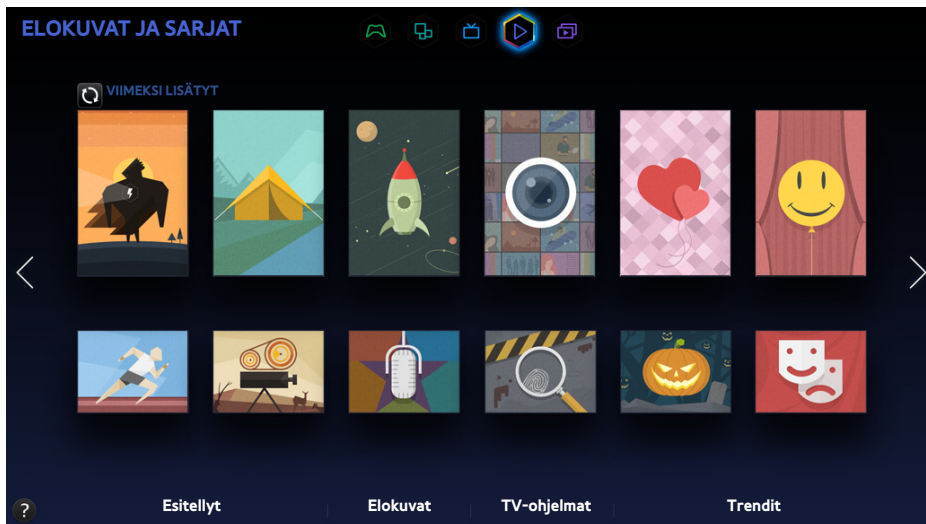 ELOKUVAT JA SARJAT
VIIMEKSI LISÄTYT
?
Esitellyt
Elokuvat
TV-ohjelmat
Trendit